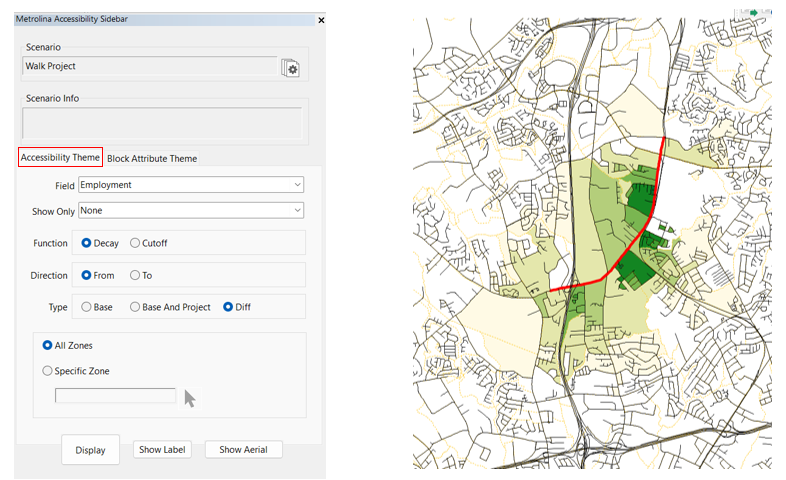 Metrolina Accessibility Sidebar
Scenario
Walk Project
Scenario Info
Accessibility Theme Block Attribute Theme
Field Employment
Show Only None
Function Decay Cutoff
Direction From To
Type Base Base And Project Diff
All Zones
Specific Zone
Display Show Label Show Aerial